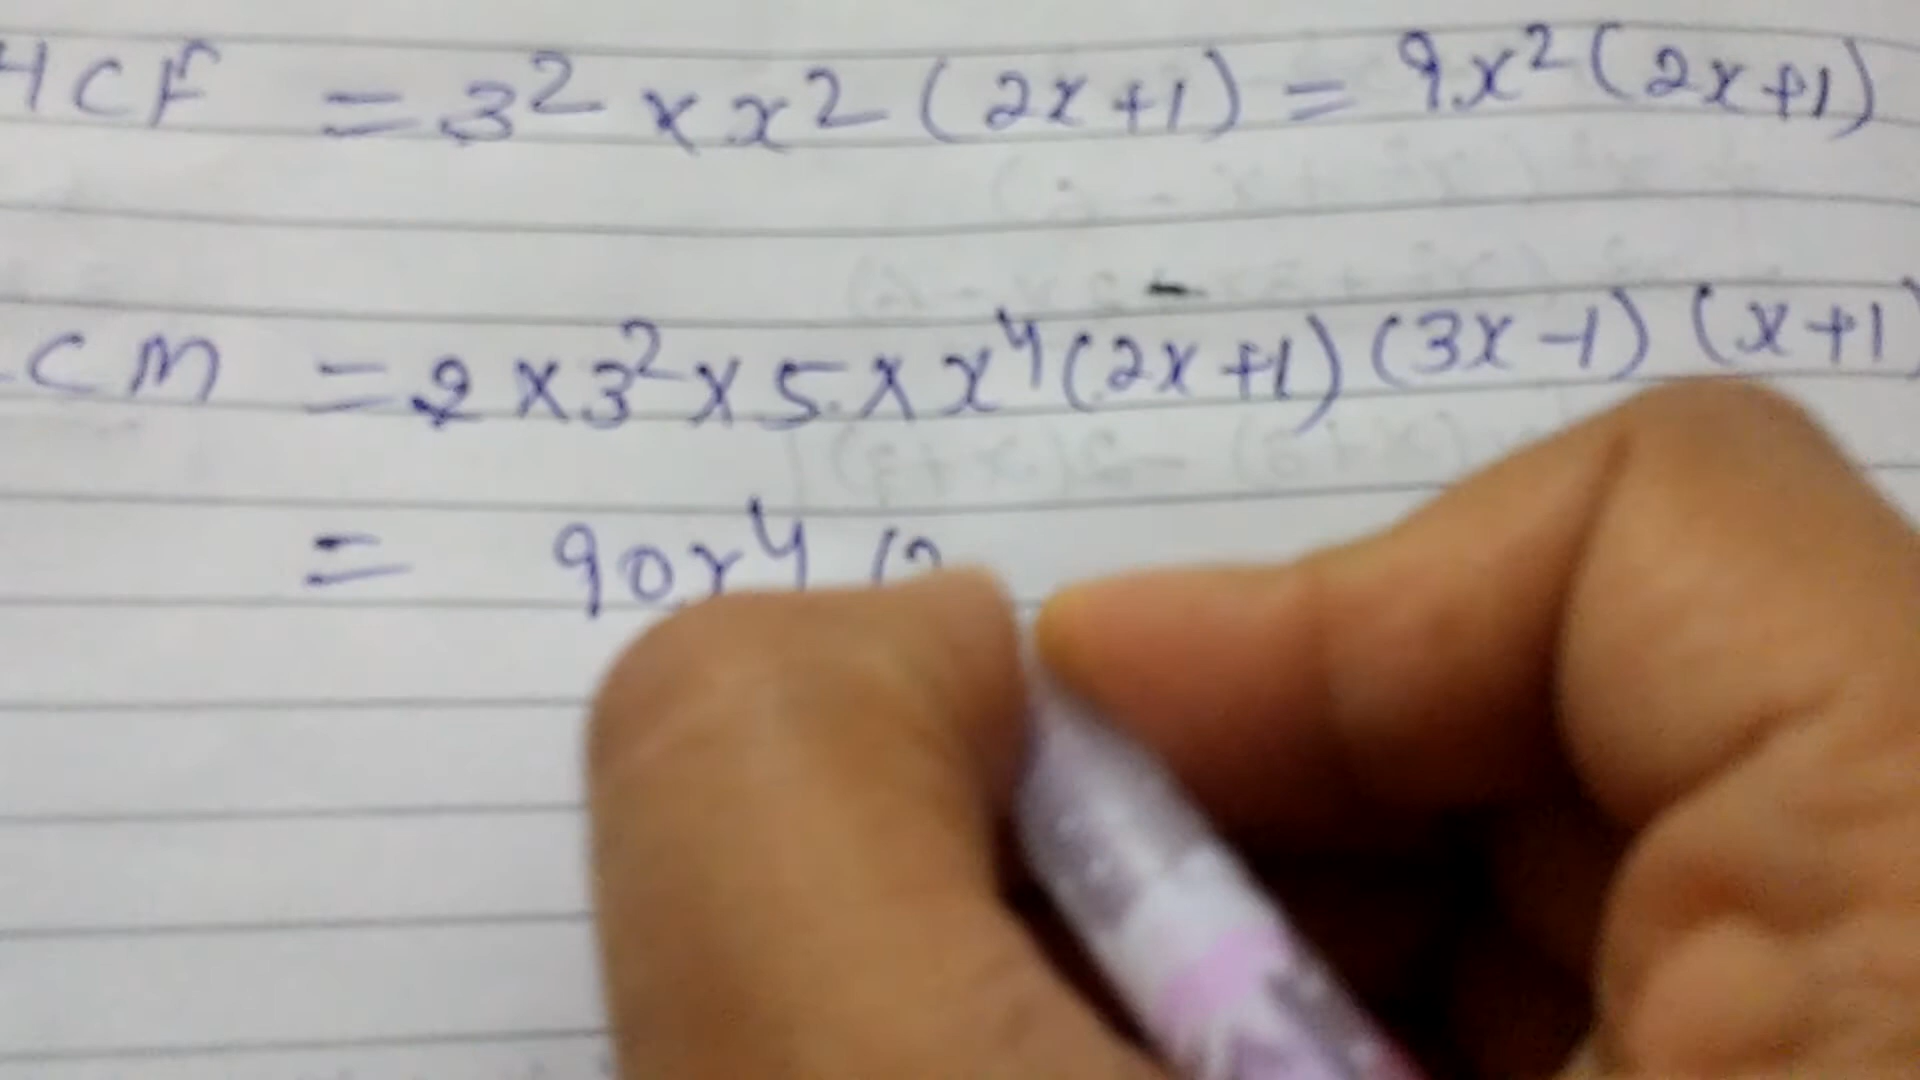 HCF = 3² × x² (2x+1) = 9x² (2x+1)
CM = 2 × 3² × 5 × x⁴ (2x+1) (3x-1) (x+1)
= 90x⁴ (2